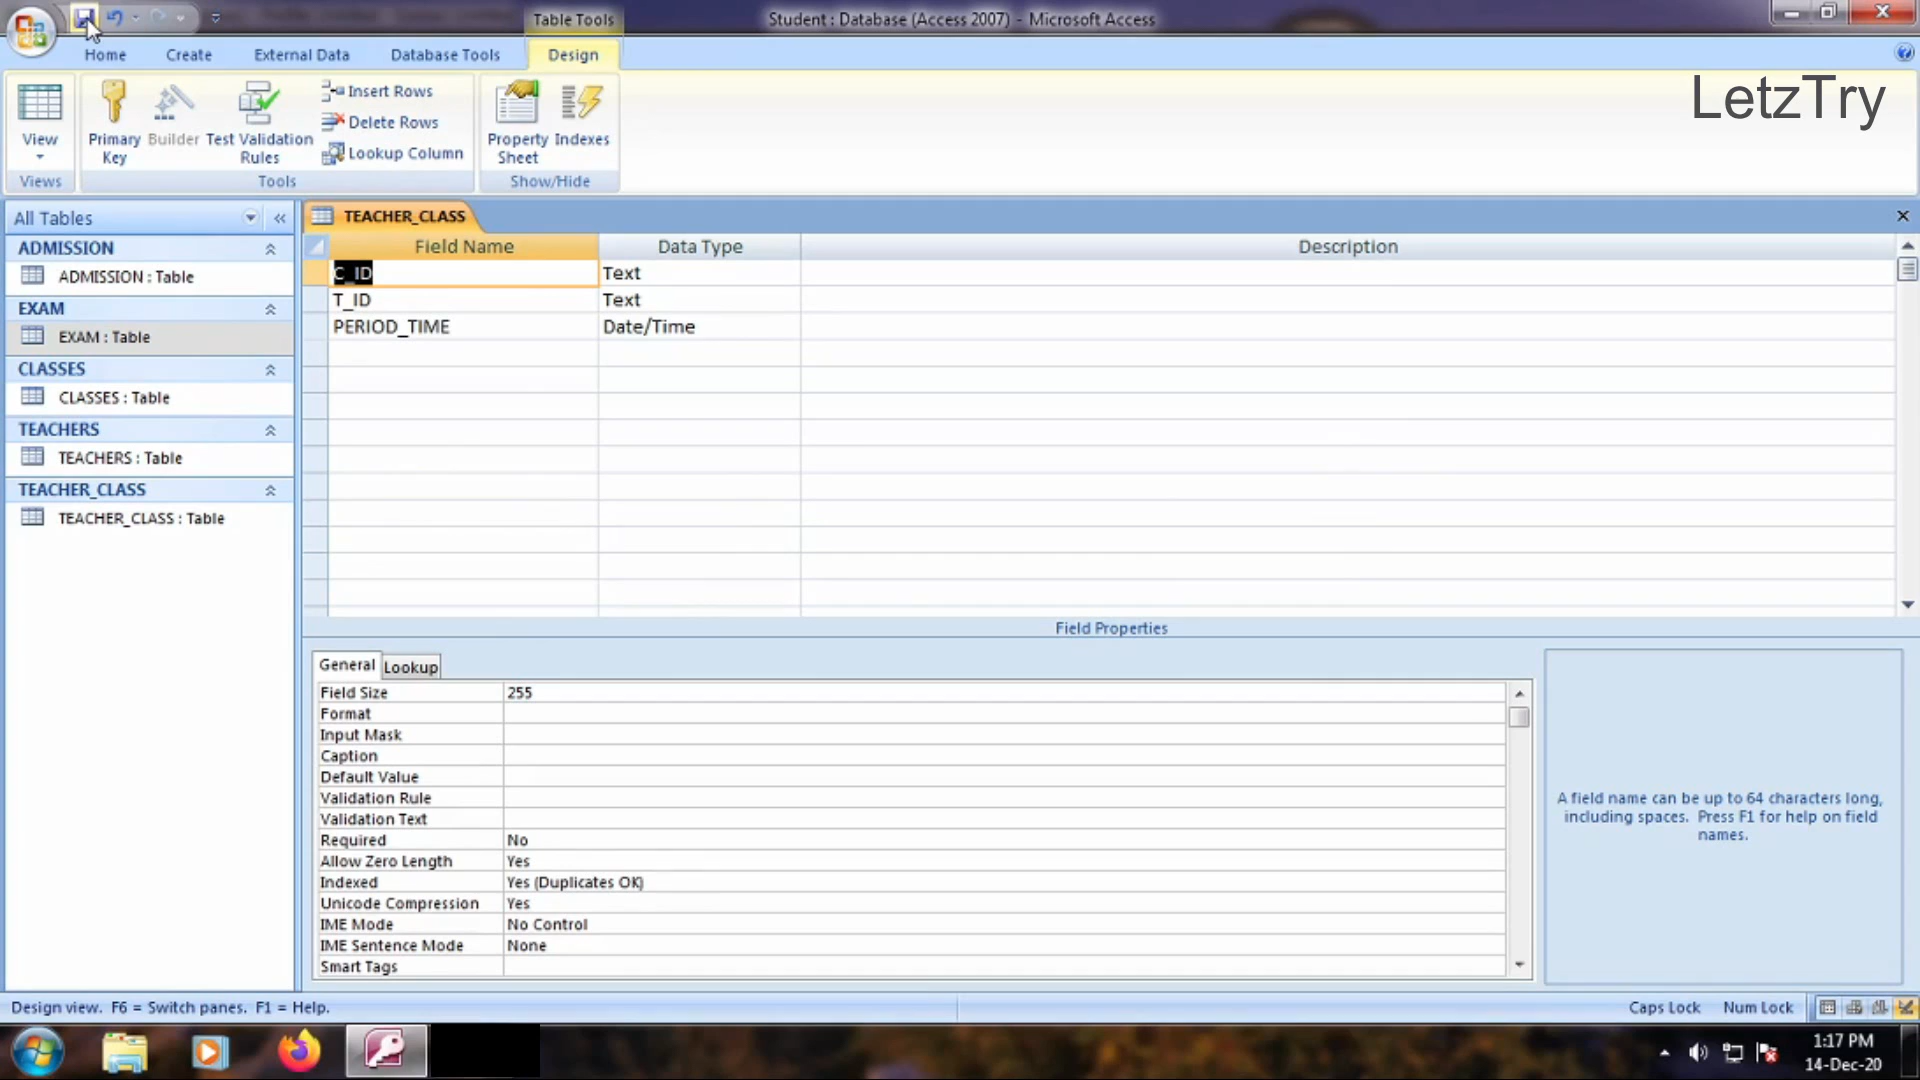 Table Tools
Student : Database (Access 2007) - Microsoft Access
Home
Create
External Data
Database Tools
Design
LetzTry
View
Primary Key
Builder
Test Validation Rules
Insert Rows
Delete Rows
Lookup Column
Property Sheet
Indexes
Views
Tools
Show/Hide
All Tables
ADMISSION
ADMISSION : Table
EXAM
EXAM : Table
CLASSES
CLASSES : Table
TEACHERS
TEACHERS : Table
TEACHER_CLASS
TEACHER_CLASS : Table
TEACHER_CLASS
Field Name Data Type Description
C_ID Text
T_ID Text
PERIOD_TIME Date/Time
Field Properties
General Lookup
Field Size 255
Format
Input Mask
Caption
Default Value
Validation Rule
Validation Text
Required No
Allow Zero Length Yes
Indexed Yes (Duplicates OK)
Unicode Compression Yes
IME Mode No Control
IME Sentence Mode None
Smart Tags
A field name can be up to 64 characters long,
including spaces. Press F1 for help on field
names.
Design view. F6 = Switch panes. F1 = Help.
Caps Lock Num Lock
1:17 PM
14-Dec-20